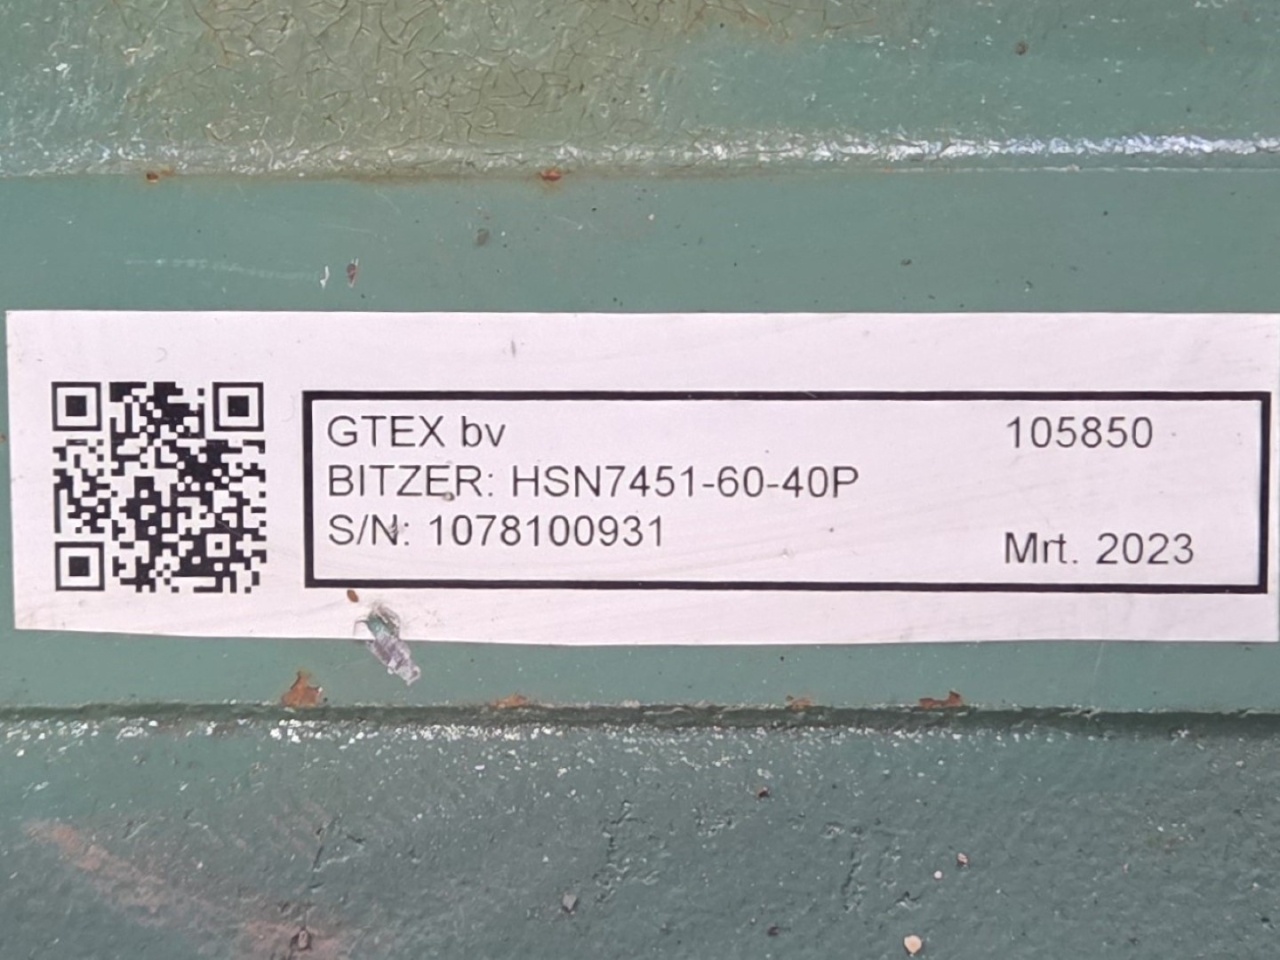 GTEX bv 105850
BITZER: HSN7451-60-40P
S/N: 1078100931
Mrt. 2023